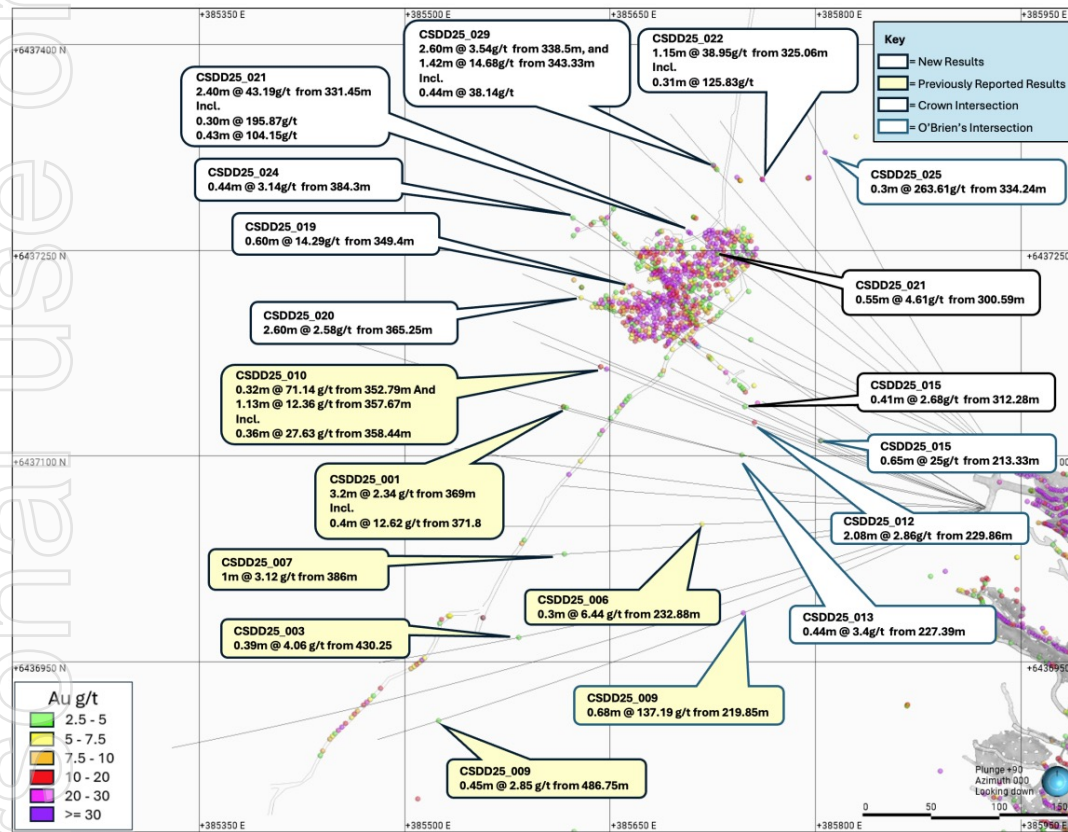 +385350 E
+385500 E
+385650 E
+385800 E
+385950 E
+6437400 N
CSDD25_029
2.60m @ 3.54g/t from 338.5m, and
1.42m @ 14.68g/t from 343.33m
Incl.
0.44m @ 38.14g/t
CSDD25_022
1.15m @ 38.95g/t from 325.06m
Incl.
0.31m @ 125.83g/t
Key
= New Results
= Previously Reported Results
= Crown Intersection
= O'Brien's Intersection
CSDD25_021
2.40m @ 43.19g/t from 331.45m
Incl.
0.30m @ 195.87g/t
0.43m @ 104.15g/t
CSDD25_024
0.44m @ 3.14g/t from 384.3m
CSDD25_025
0.3m @ 263.61g/t from 334.24m
CSDD25_019
0.60m @ 14.29g/t from 349.4m
+6437250 N
+6437250
CSDD25_021
0.55m @ 4.61g/t from 300.59m
CSDD25_020
2.60m @ 2.58g/t from 365.25m
CSDD25_010
0.32m @ 71.14 g/t from 352.79m And
1.13m @ 12.36 g/t from 357.67m
Incl.
0.36m @ 27.63 g/t from 358.44m
CSDD25_015
0.41m @ 2.68g/t from 312.28m
CSDD25_015
0.65m @ 25g/t from 213.33m
+6437100 N
CSDD25_001
3.2m @ 2.34 g/t from 369m
Incl.
0.4m @ 12.62 g/t from 371.8
CSDD25_012
2.08m @ 2.86g/t from 229.86m
CSDD25_007
1m @ 3.12 g/t from 386m
CSDD25_006
0.3m @ 6.44 g/t from 232.88m
CSDD25_013
0.44m @ 3.4g/t from 227.39m
CSDD25_003
0.39m @ 4.06 g/t from 430.25
+6436950 N
+6436950
CSDD25_009
0.68m @ 137.19 g/t from 219.85m
CSDD25_009
0.45m @ 2.85 g/t from 486.75m
Au g/t
2.5 - 5
5 - 7.5
7.5 - 10
10 - 20
20 - 30
>= 30
Plunge +90
Azimuth 000
Looking down
0 50 100 150
+385350 E
+385500 E
+385650 E
+385800 E
+385950 E
sonal use on